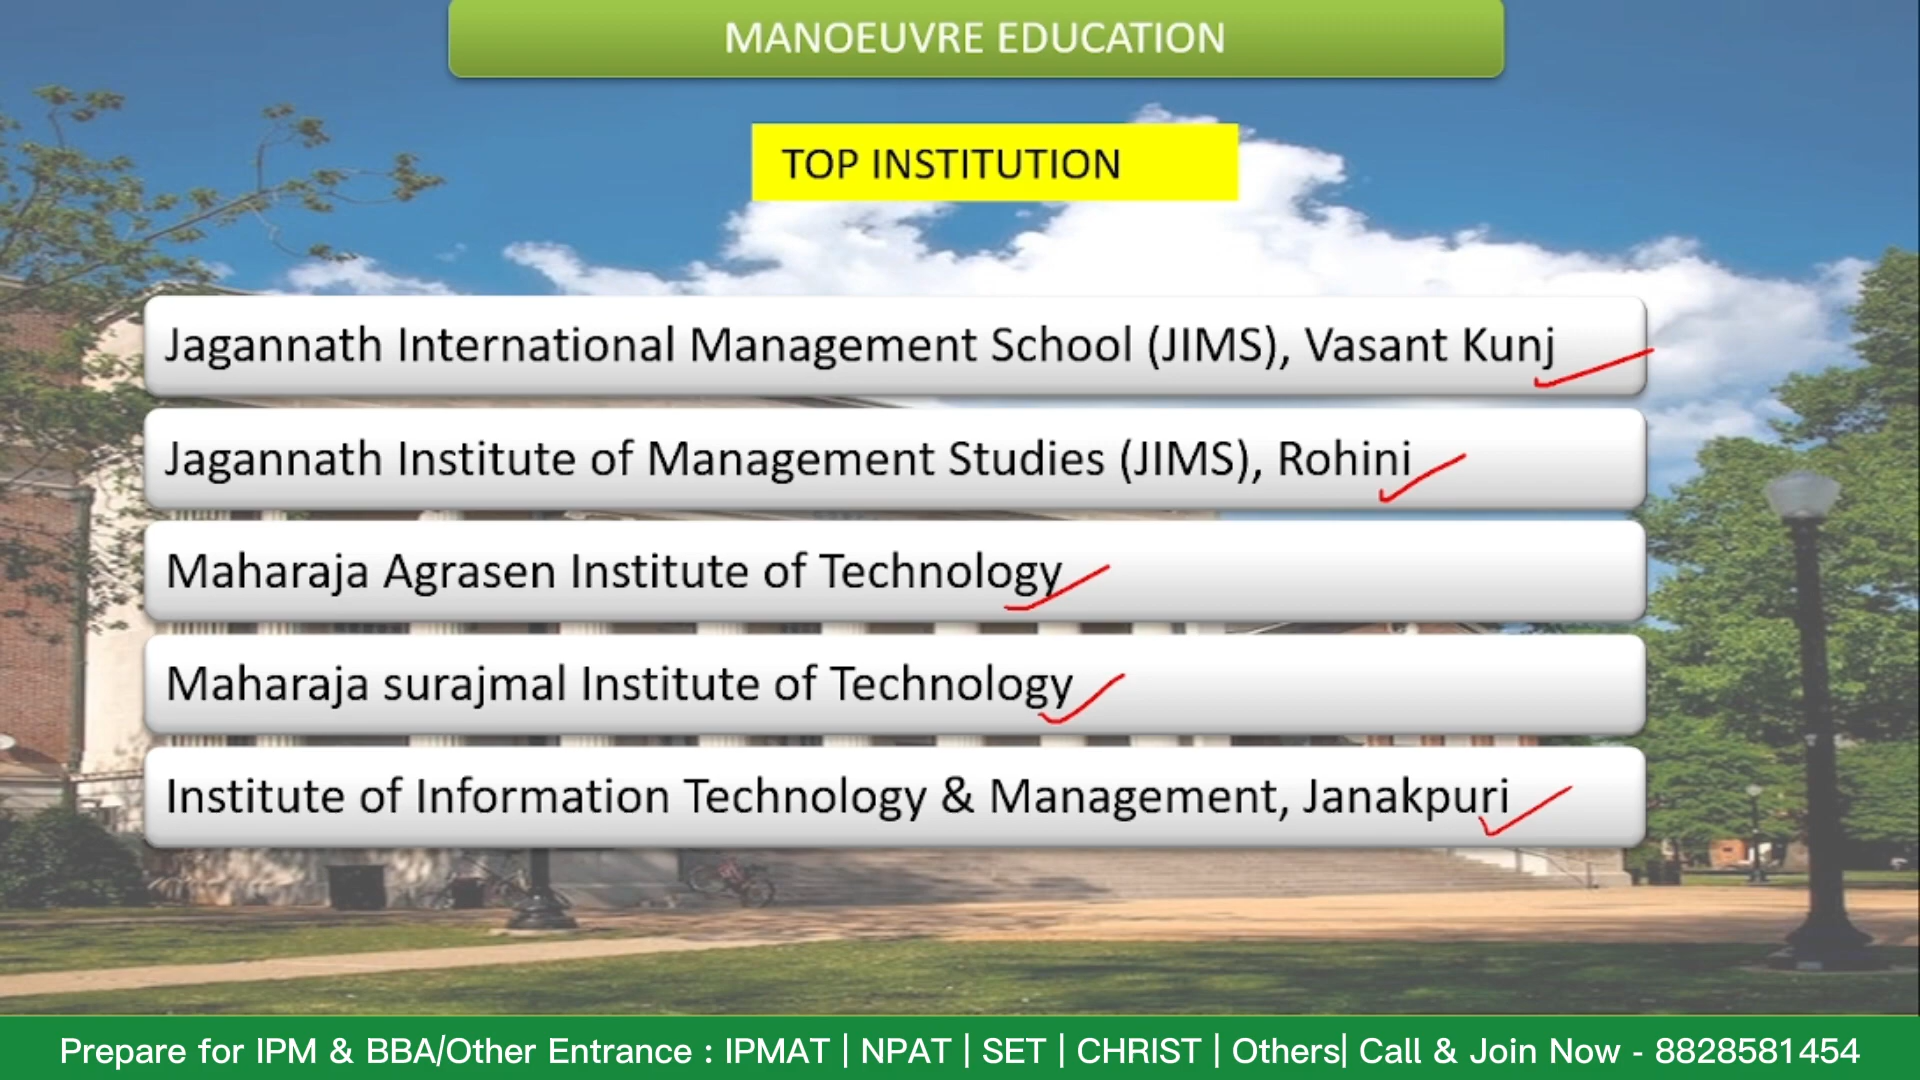 MANOEUVRE EDUCATION
TOP INSTITUTION
Jagannath International Management School (JIMS), Vasant Kunj
Jagannath Institute of Management Studies (JIMS), Rohini
Maharaja Agrasen Institute of Technology
Maharaja surajmal Institute of Technology
Institute of Information Technology & Management, Janakpuri
Prepare for IPM & BBA/Other Entrance : IPMAT | NPAT | SET | CHRIST | Others| Call & Join Now - 8828581454